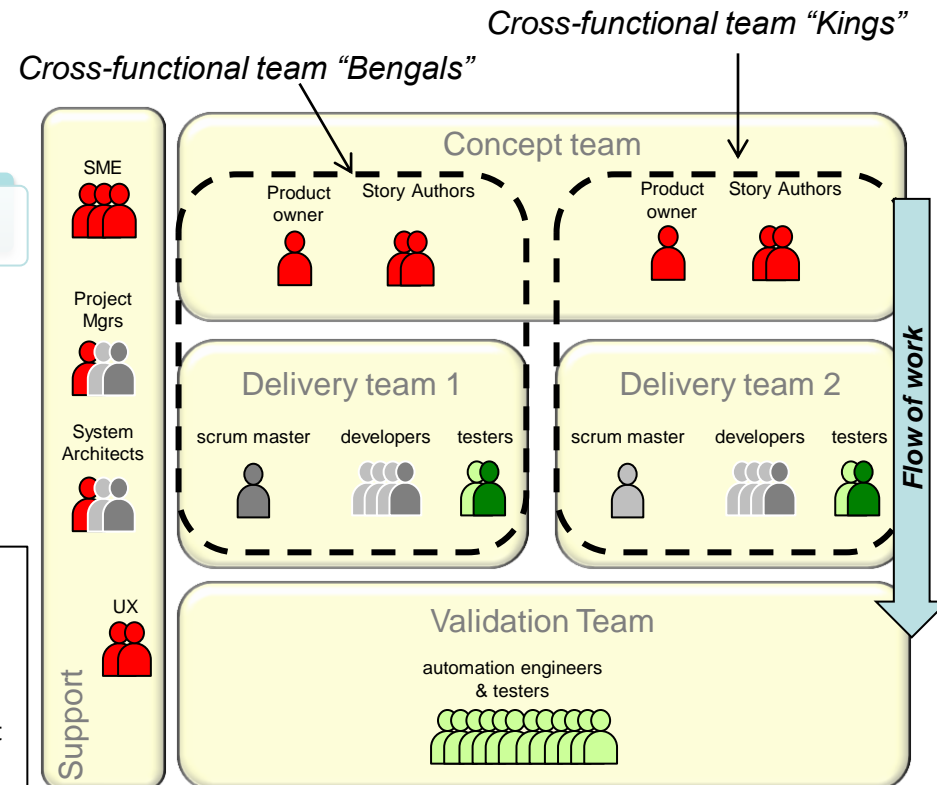 Cross-functional team “Kings”
Cross-functional team “Bengals”
Concept team
SME
Product
owner
Story Authors
Product
owner
Story Authors
Project
Mgrs
Delivery team 1
Delivery team 2
System
Architects
scrum master
developers
testers
scrum master
developers
testers
Flow of work
UX
Validation Team
automation engineers
& testers
Support